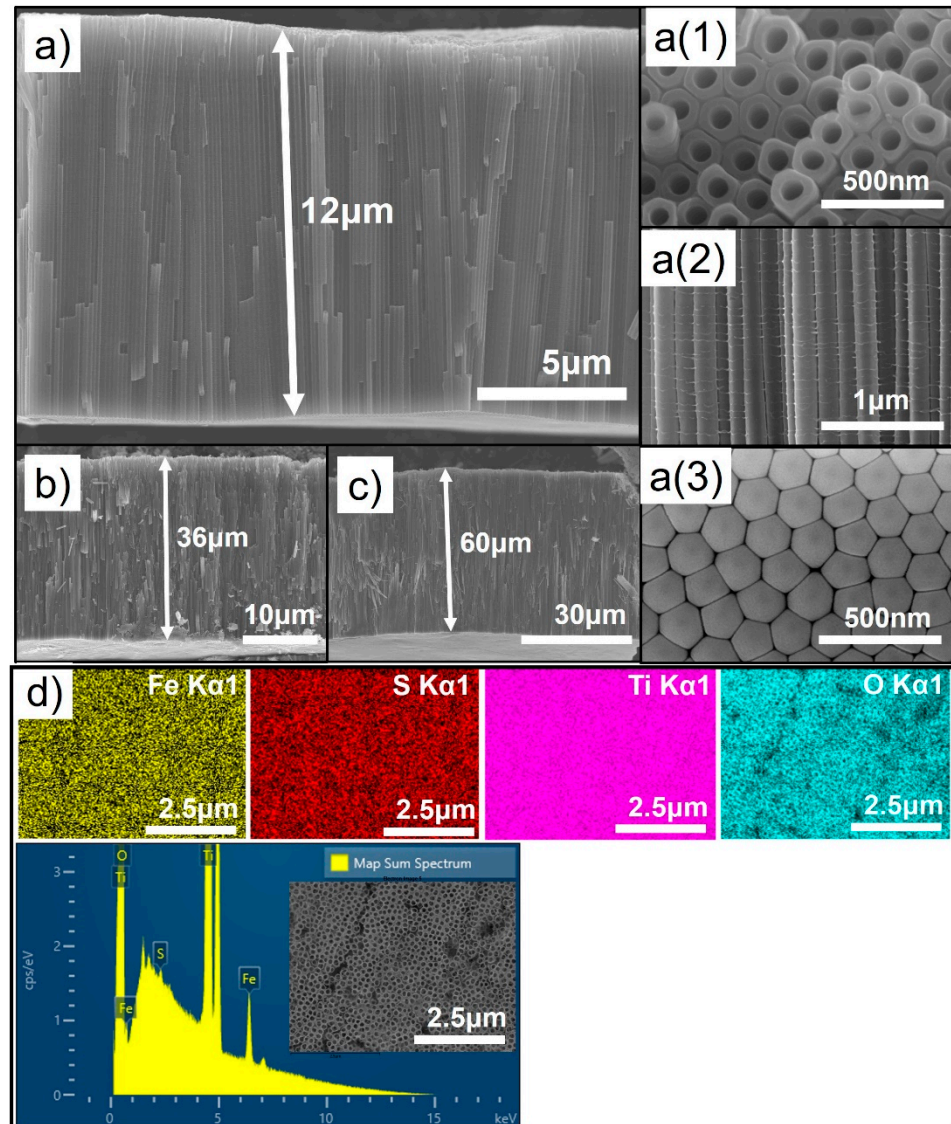 a)
12µm
5µm
a(1)
500nm
a(2)
1µm
b)
36µm
10µm
c)
60µm
30µm
a(3)
500nm
d)
Fe Kα1
2.5µm
S Kα1
2.5µm
Ti Kα1
2.5µm
O Kα1
2.5µm
Map Sum Spectrum
cps/eV
3
2
1
0
O
Ti
Fe
S
Ti
Fe
2.5µm
0
5
10
15
keV